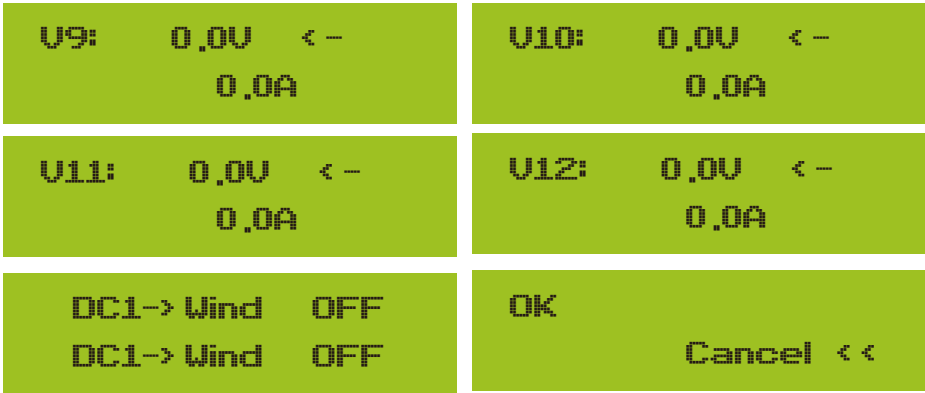 V9: 0.0V <-
0.0A
V10: 0.0V <-
0.0A
V11: 0.0V <-
0.0A
V12: 0.0V <-
0.0A
DC1-> Wind OFF
DC1-> Wind OFF
OK
Cancel <<